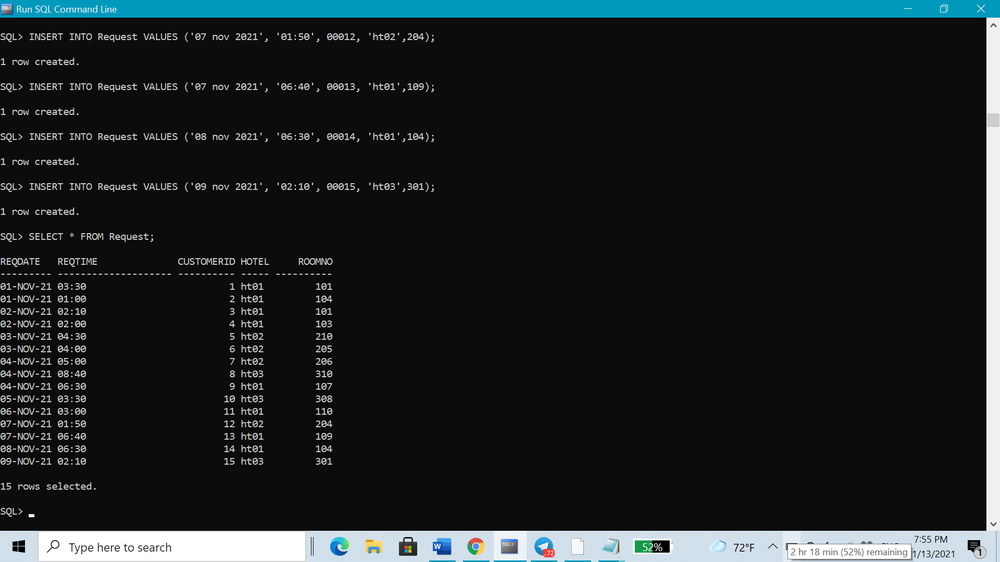 Run SQL Command Line
SQL> INSERT INTO Request VALUES ('07 nov 2021', '01:50', 00012, 'ht02',204);
1 row created.
SQL> INSERT INTO Request VALUES ('07 nov 2021', '06:40', 00013, 'ht01',109);
1 row created.
SQL> INSERT INTO Request VALUES ('08 nov 2021', '06:30', 00014, 'ht01',104);
1 row created.
SQL> INSERT INTO Request VALUES ('09 nov 2021', '02:10', 00015, 'ht03',301);
1 row created.
SQL> SELECT * FROM Request;
REQDATE   REQTIME              CUSTOMERID HOTEL     ROOMNO
--------- -------------------- ---------- ----- ----------
01-NOV-21 03:30                         1 ht01         101
01-NOV-21 01:00                         2 ht01         104
02-NOV-21 02:10                         3 ht01         101
02-NOV-21 02:00                         4 ht01         103
03-NOV-21 04:30                         5 ht02         210
03-NOV-21 04:00                         6 ht02         205
04-NOV-21 05:00                         7 ht02         206
04-NOV-21 08:40                         8 ht03         310
04-NOV-21 06:30                         9 ht01         107
05-NOV-21 03:30                        10 ht03         308
06-NOV-21 03:00                        11 ht01         110
07-NOV-21 01:50                        12 ht02         204
07-NOV-21 06:40                        13 ht01         109
08-NOV-21 06:30                        14 ht01         104
09-NOV-21 02:10                        15 ht03         301
15 rows selected.
SQL>
Type here to search
W
SQL>
..72
52%
72°F
7:55 PM
2 hr 18 min (52%) remaining
1/13/2021
1